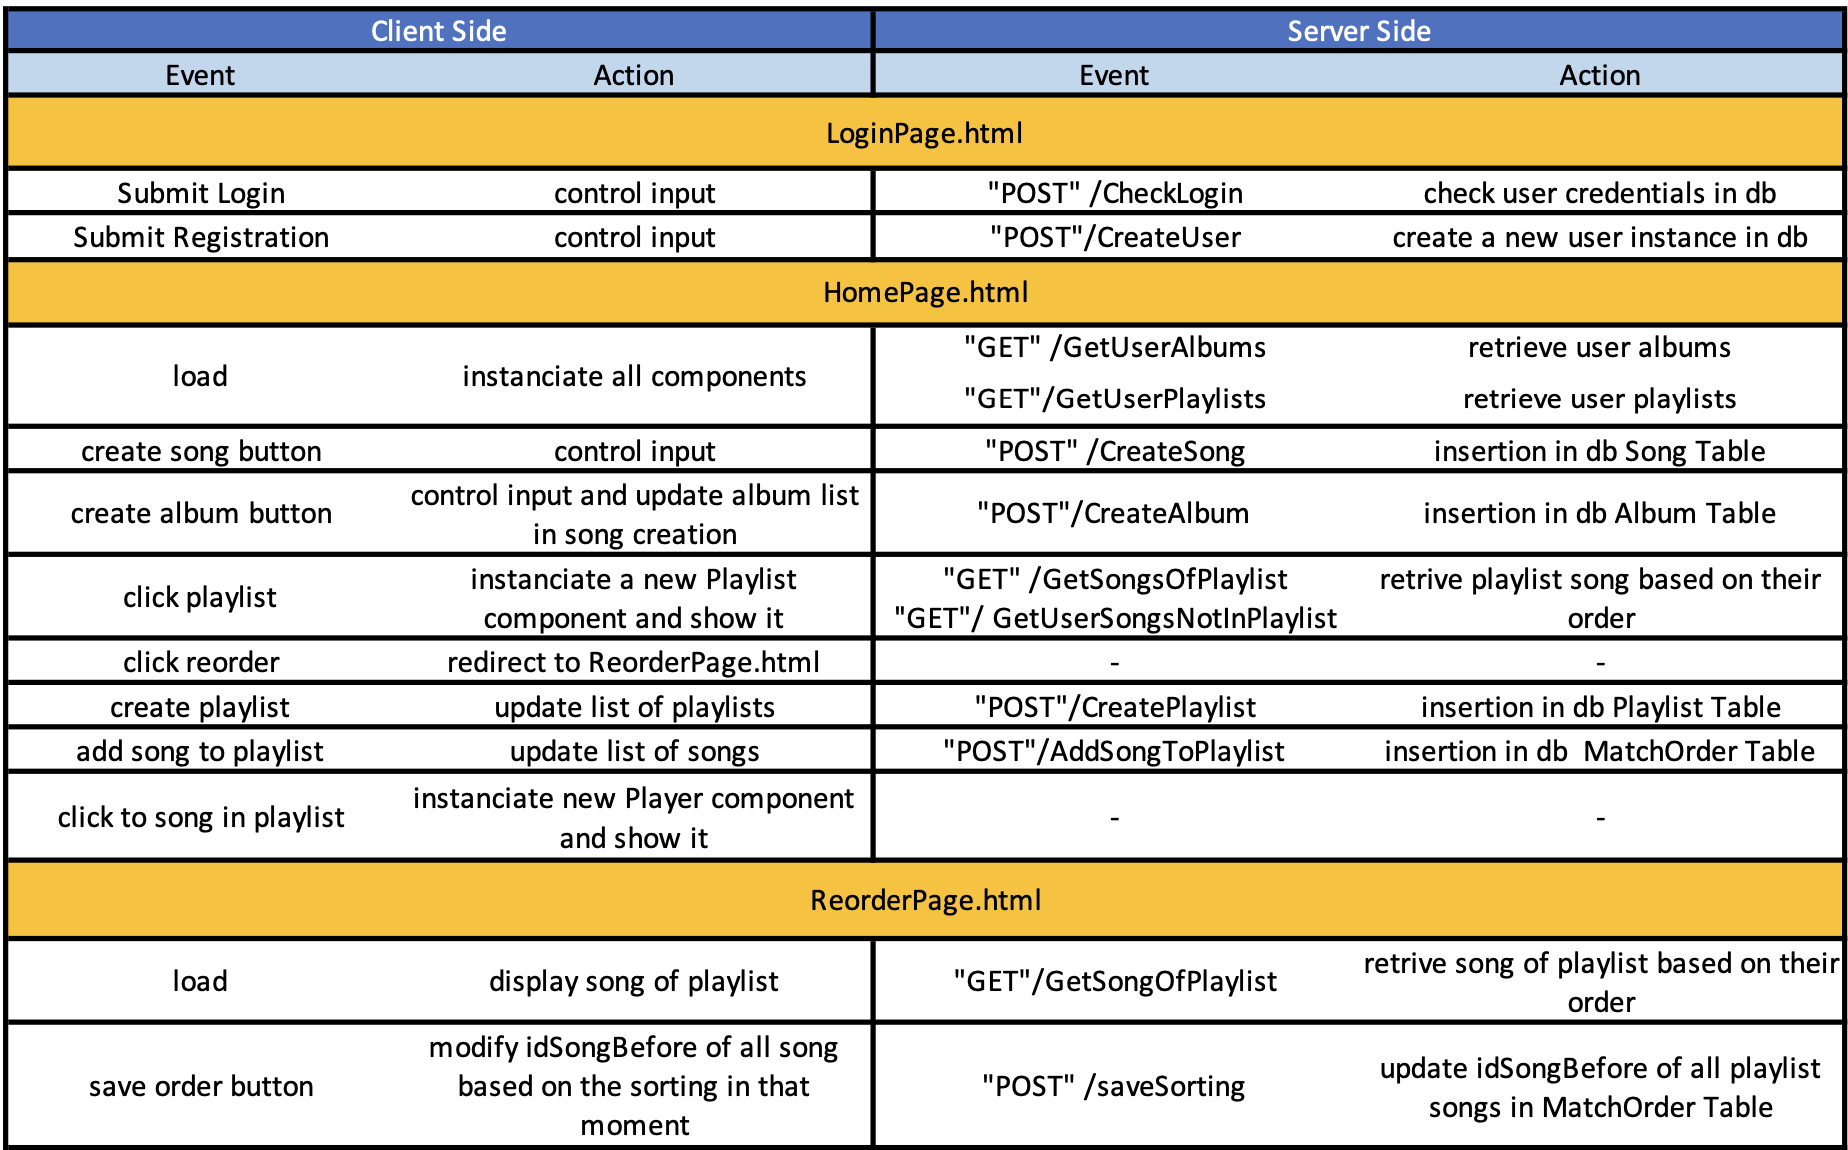 Client Side
Server Side
Event
Action
Event
Action
LoginPage.html
Submit Login
control input
"POST" /CheckLogin
check user credentials in db
Submit Registration
control input
"POST"/CreateUser
create a new user instance in db
HomePage.html
load
instanciate all components
"GET" /GetUserAlbums
retrieve user albums
"GET"/GetUserPlaylists
retrieve user playlists
create song button
control input
"POST" /CreateSong
insertion in db Song Table
create album button
control input and update album list
in song creation
"POST"/CreateAlbum
insertion in db Album Table
click playlist
instanciate a new Playlist
component and show it
"GET" /GetSongsOfPlaylist
"GET"/ GetUserSongsNotInPlaylist
retrive playlist song based on their
order
click reorder
redirect to ReorderPage.html
-
-
create playlist
update list of playlists
"POST"/CreatePlaylist
insertion in db Playlist Table
add song to playlist
update list of songs
"POST"/AddSongToPlaylist
insertion in db  MatchOrder Table
click to song in playlist
instanciate new Player component
and show it
-
-
ReorderPage.html
load
display song of playlist
"GET"/GetSongOfPlaylist
retrive song of playlist based on their
order
save order button
modify idSongBefore of all song
based on the sorting in that
moment
"POST" /saveSorting
update idSongBefore of all playlist
songs in MatchOrder Table